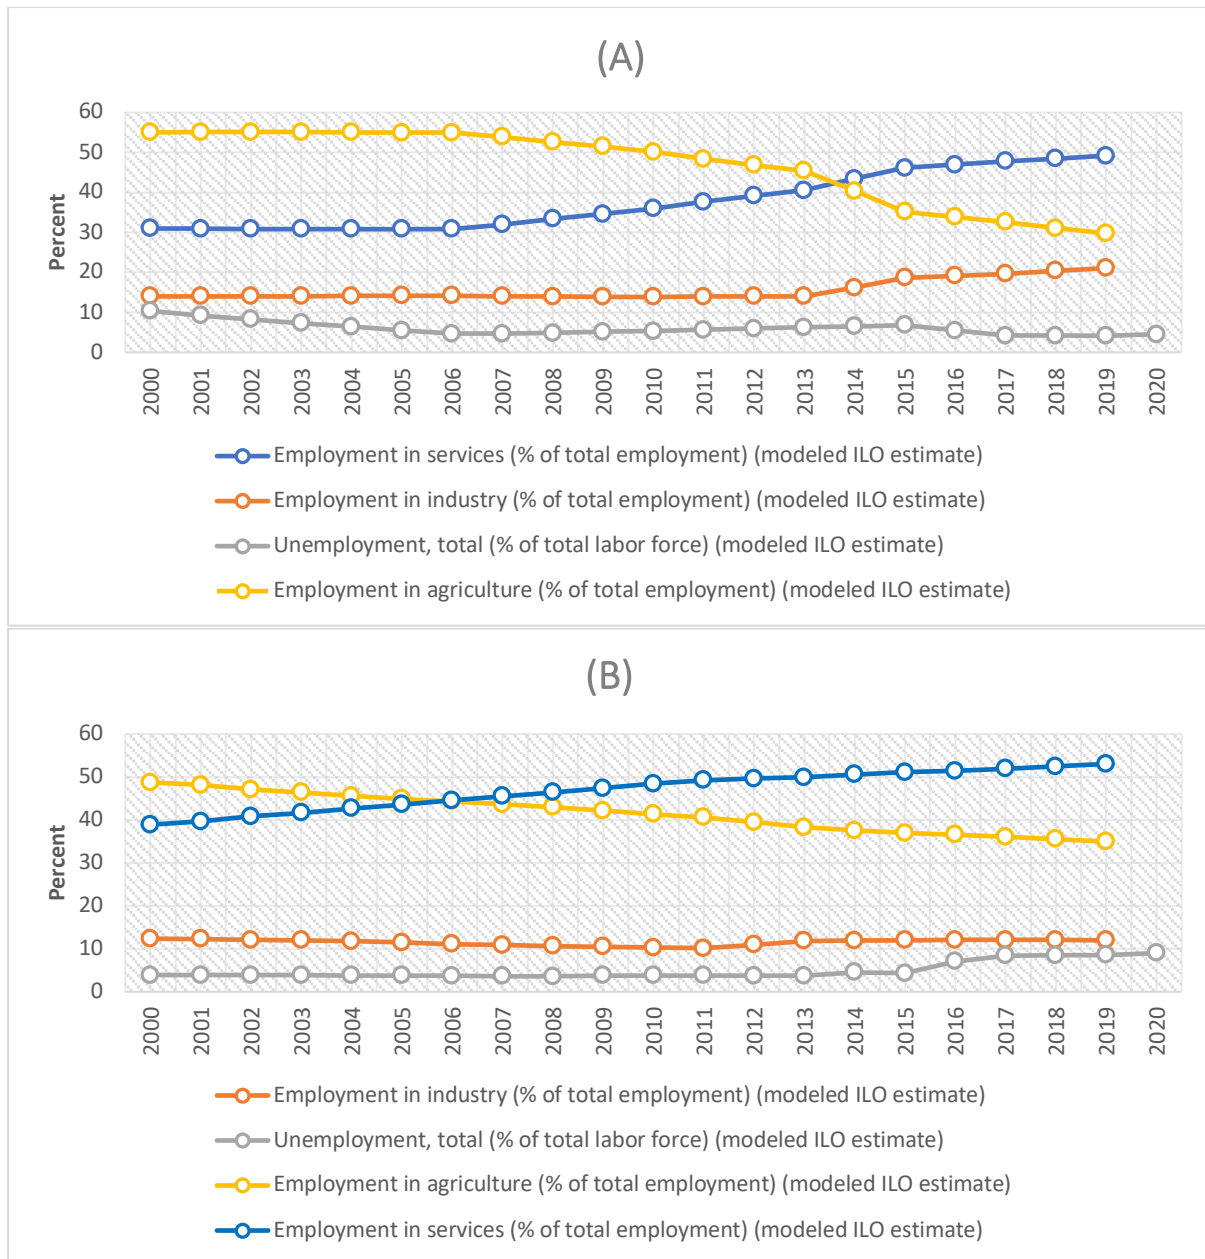 (A)
60
50
40
30
20
10
0
Percent
2000 2001 2002 2003 2004 2005 2006 2007 2008 2009 2010 2011 2012 2013 2014 2015 2016 2017 2018 2019 2020
Employment in services (% of total employment) (modeled ILO estimate)
Employment in industry (% of total employment) (modeled ILO estimate)
Unemployment, total (% of total labor force) (modeled ILO estimate)
Employment in agriculture (% of total employment) (modeled ILO estimate)
(B)
60
50
40
30
20
10
0
Percent
2000 2001 2002 2003 2004 2005 2006 2007 2008 2009 2010 2011 2012 2013 2014 2015 2016 2017 2018 2019 2020
Employment in industry (% of total employment) (modeled ILO estimate)
Unemployment, total (% of total labor force) (modeled ILO estimate)
Employment in agriculture (% of total employment) (modeled ILO estimate)
Employment in services (% of total employment) (modeled ILO estimate)